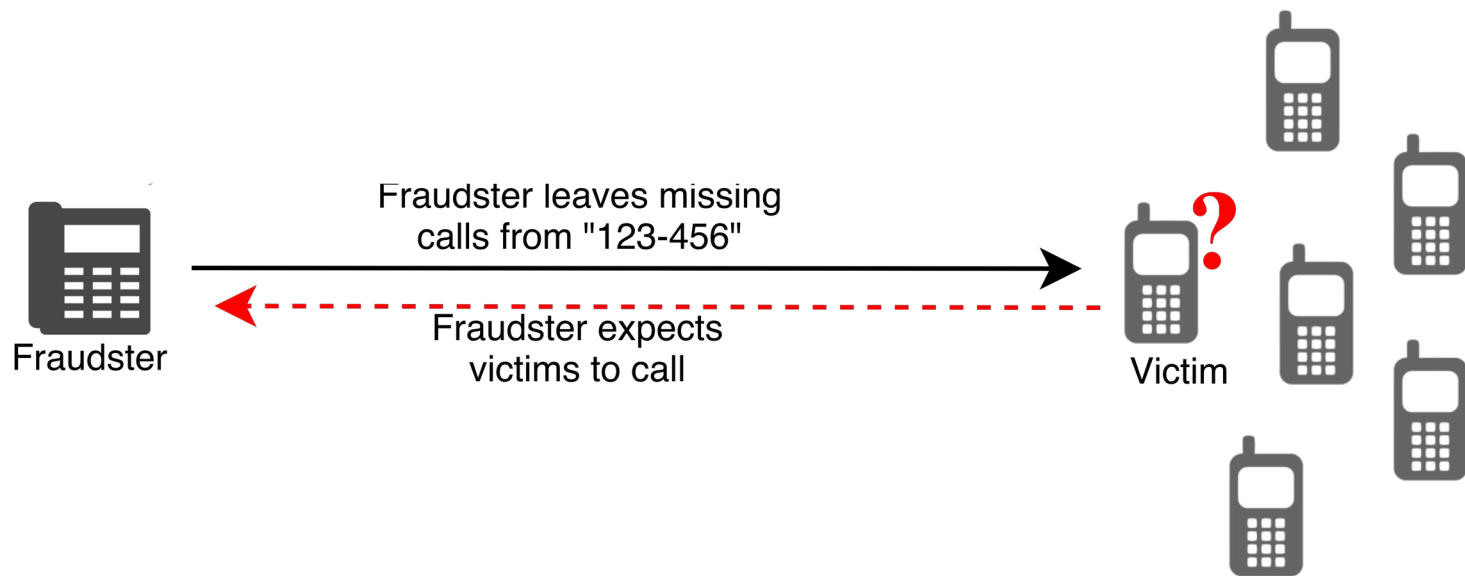 Fraudster leaves missing
calls from "123-456"
?
Fraudster expects
victims to call
Fraudster
Victim